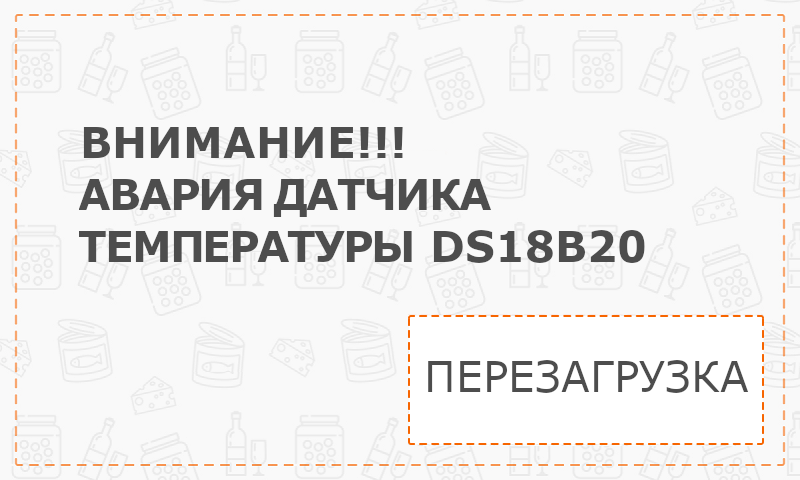 ВНИМАНИЕ!!!
АВАРИЯ ДАТЧИКА
ТЕМПЕРАТУРЫ DS18B20
ПЕРЕЗАГРУЗКА